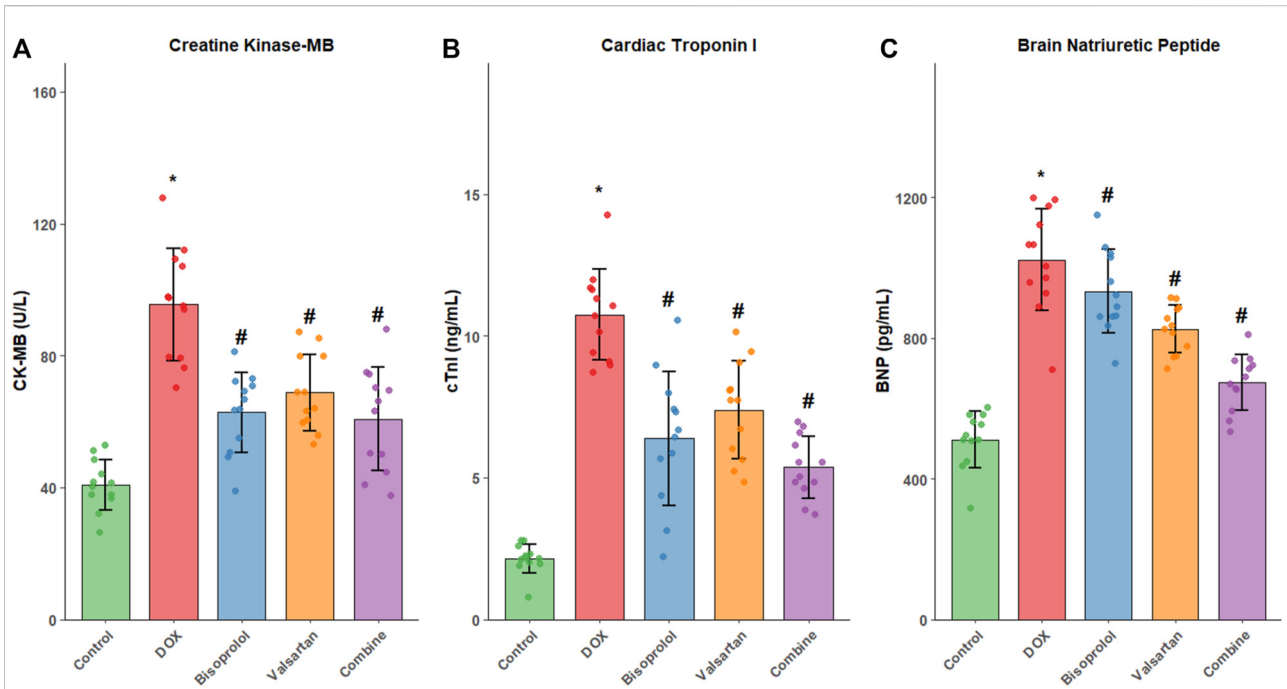 A
Creatine Kinase-MB
CK-MB (U/L)
160
120
80
40
0
*
#
#
#
Control
DOX
Bisoprolol
Valsartan
Combine
B
Cardiac Troponin I
cTnI (ng/mL)
15
10
5
0
*
#
#
#
Control
DOX
Bisoprolol
Valsartan
Combine
C
Brain Natriuretic Peptide
BNP (pg/mL)
1200
800
400
0
*
#
#
#
Control
DOX
Bisoprolol
Valsartan
Combine